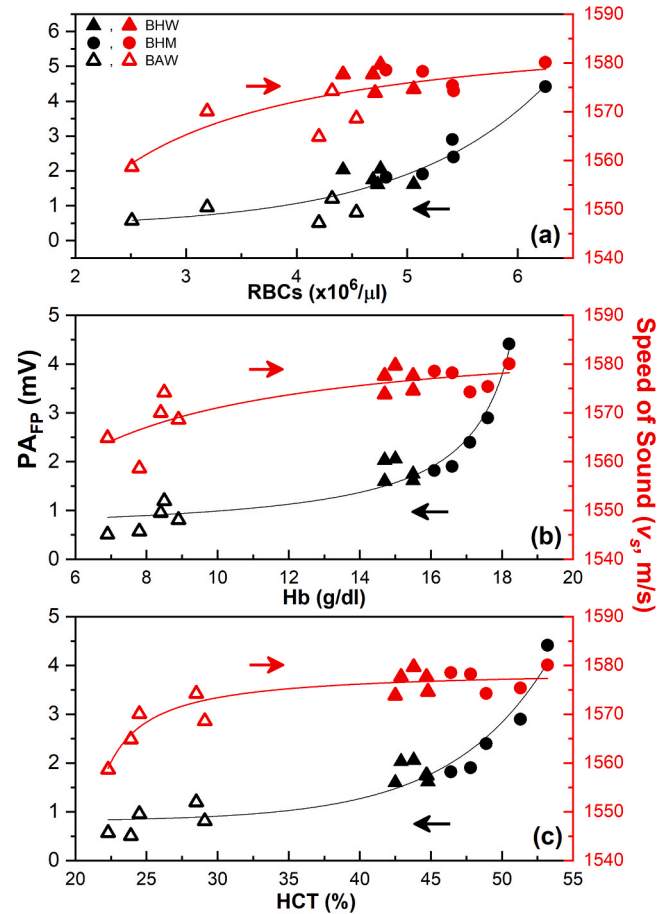 ▲ , ▲ BHW
● , ● BHM
△ , △ BAW
6
5
4
3
2
1
0
1590
1580
1570
1560
1550
1540
(a)
2 3 4 5 6
RBCs (x10⁶/μl)
5
4
3
2
1
0
1590
1580
1570
1560
1550
1540
(b)
6 8 10 12 14 16 18 20
Hb (g/dl)
PA_FP (mV)
Speed of Sound (v_s, m/s)
5
4
3
2
1
0
1590
1580
1570
1560
1550
1540
(c)
20 25 30 35 40 45 50 55
HCT (%)